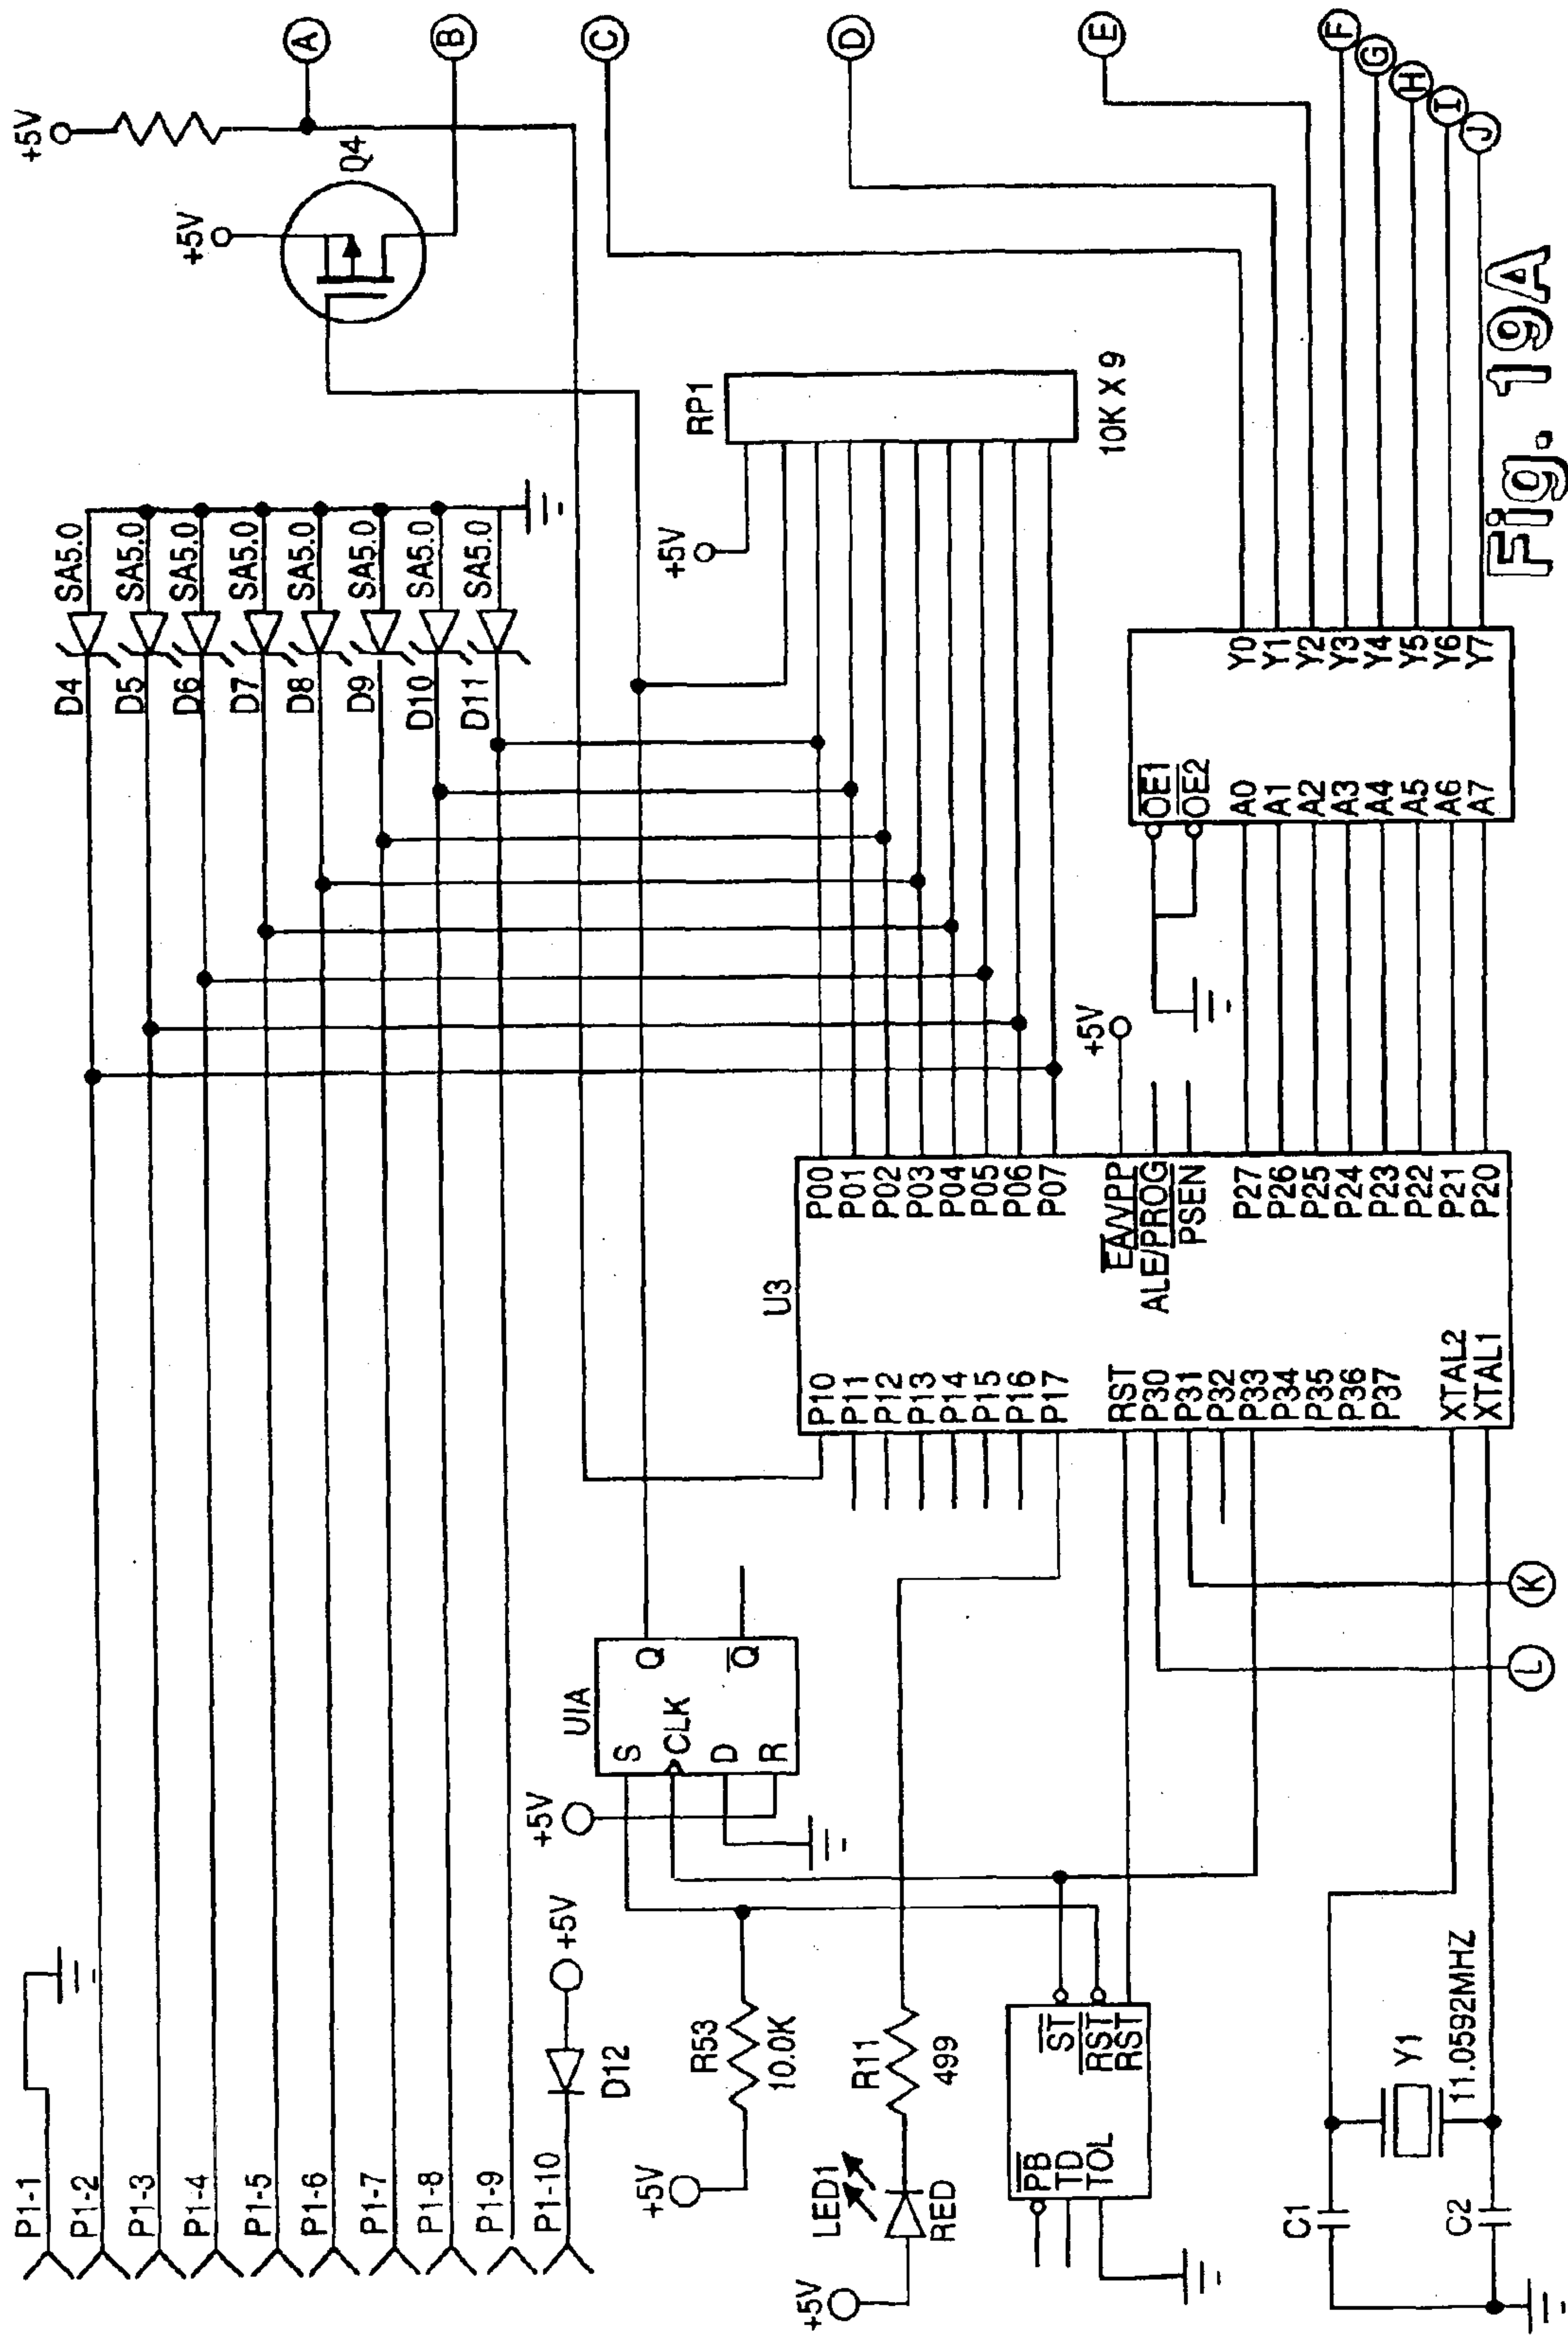 P1-1
P1-2
P1-3
P1-4
P1-5
P1-6
P1-7
P1-8
P1-9
P1-10
D12
+5V
D4 SA5.0
D5 SA5.0
D6 SA5.0
D7 SA5.0
D8 SA5.0
D9 SA5.0
D10 SA5.0
D11 SA5.0
+5V
+5V
Q4
A
B
C
D
E
F
G
H
I
J
+5V
U1A
S
CLK
D
R
Q
Q
+5V
R53
10.0K
+5V
LED1
RED
R11
499
PB
TD
TOL
ST
RST
RST
C1
C2
Y1
11.0592MHZ
L
K
U3
P10
P11
P12
P13
P14
P15
P16
P17
RST
P30
P31
P32
P33
P34
P35
P36
P37
XTAL2
XTAL1
P00
P01
P02
P03
P04
P05
P06
P07
EA/VPP
ALE/PROG
PSEN
P27
P26
P25
P24
P23
P22
P21
P20
+5V
+5V
RP1
10K X 9
OE1
OE2
A0
A1
A2
A3
A4
A5
A6
A7
Y0
Y1
Y2
Y3
Y4
Y5
Y6
Y7
Fig. 19A